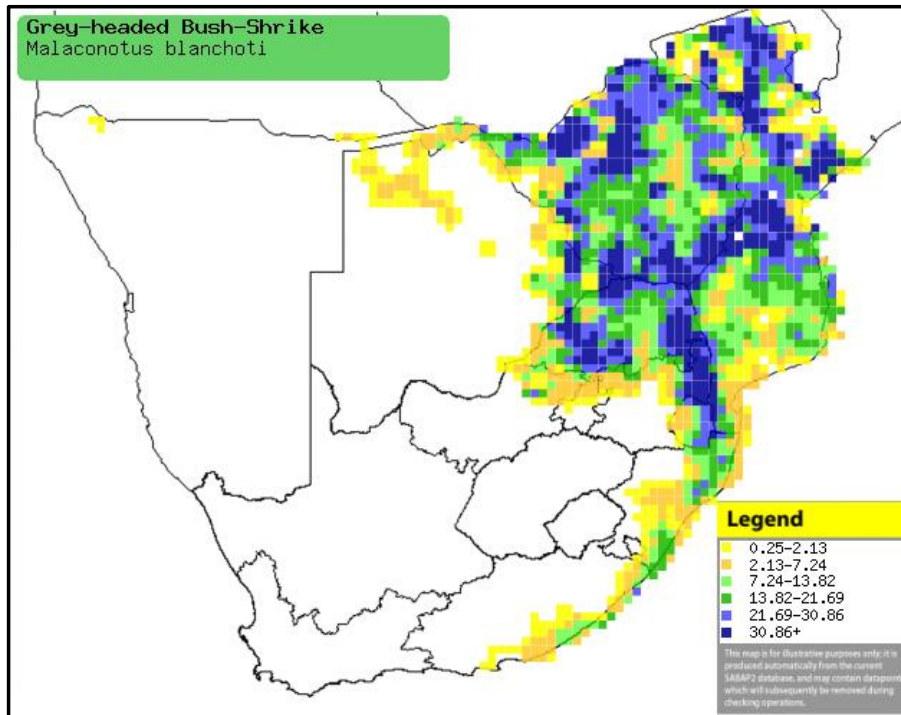 Grey-headed Bush-Shrike
Malaconotus blanchoti
Legend
0.25-2.13
2.13-7.24
7.24-13.82
13.82-21.69
21.69-30.86
30.86+
This map is for illustrative purposes only; it is
produced automatically from the current
SABAP2 database, and may contain datapoint
which will subsequently be removed during
checking operations.